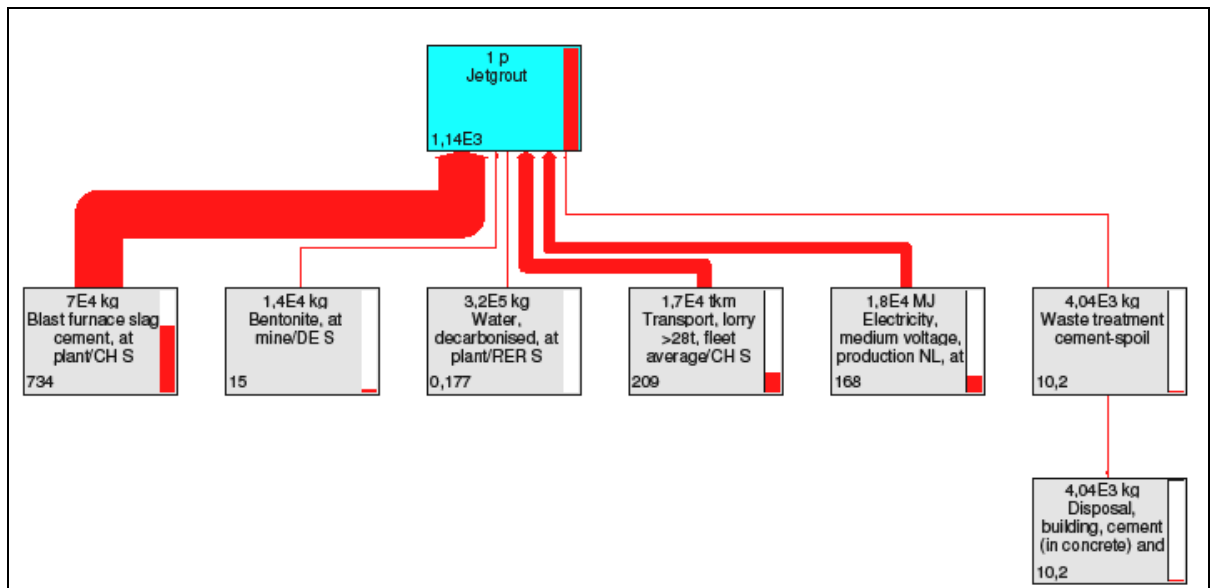 1 p
Jetgrout
1,14E3
7E4 kg
Blast furnace slag
cement, at
plant/CH S
734
1,4E4 kg
Bentonite, at
mine/DE S
15
3,2E5 kg
Water,
decarbonised, at
plant/RER S
0,177
1,7E4 tkm
Transport, lorry
>28t, fleet
average/CH S
209
1,8E4 MJ
Electricity,
medium voltage,
production NL, at
168
4,04E3 kg
Waste treatment
cement-spoil
10,2
4,04E3 kg
Disposal,
building, cement
(in concrete) and
10,2